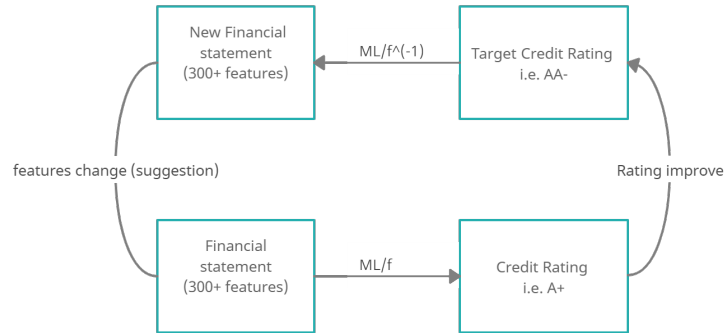 New Financial
statement
(300+ features)
ML/f^(-1)
Target Credit Rating
i.e. AA-
features change (suggestion)
Rating improve
Financial
statement
(300+ features)
ML/f
Credit Rating
i.e. A+